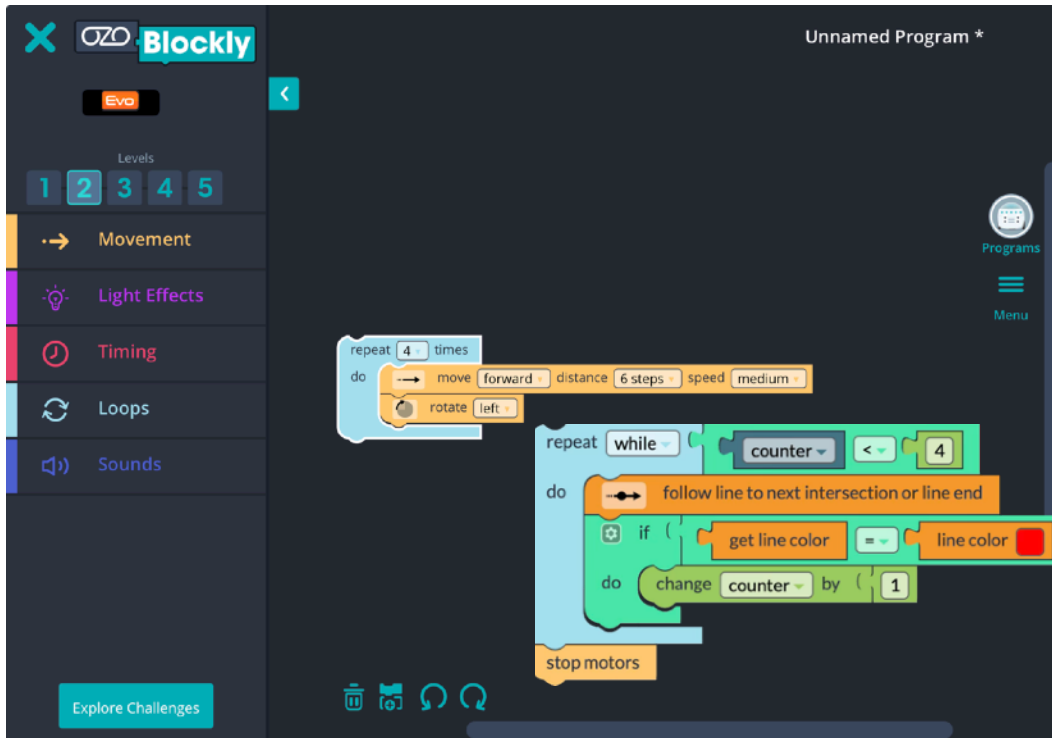 OZO Blockly
Unnamed Program *
Evo
Levels
1 2 3 4 5
Movement
Light Effects
Timing
Loops
Sounds
Explore Challenges
Programs
Menu
repeat 4 times
do move forward distance 6 steps speed medium
rotate left
repeat while counter < 4
do follow line to next intersection or line end
if get line color = line color
do change counter by 1
stop motors